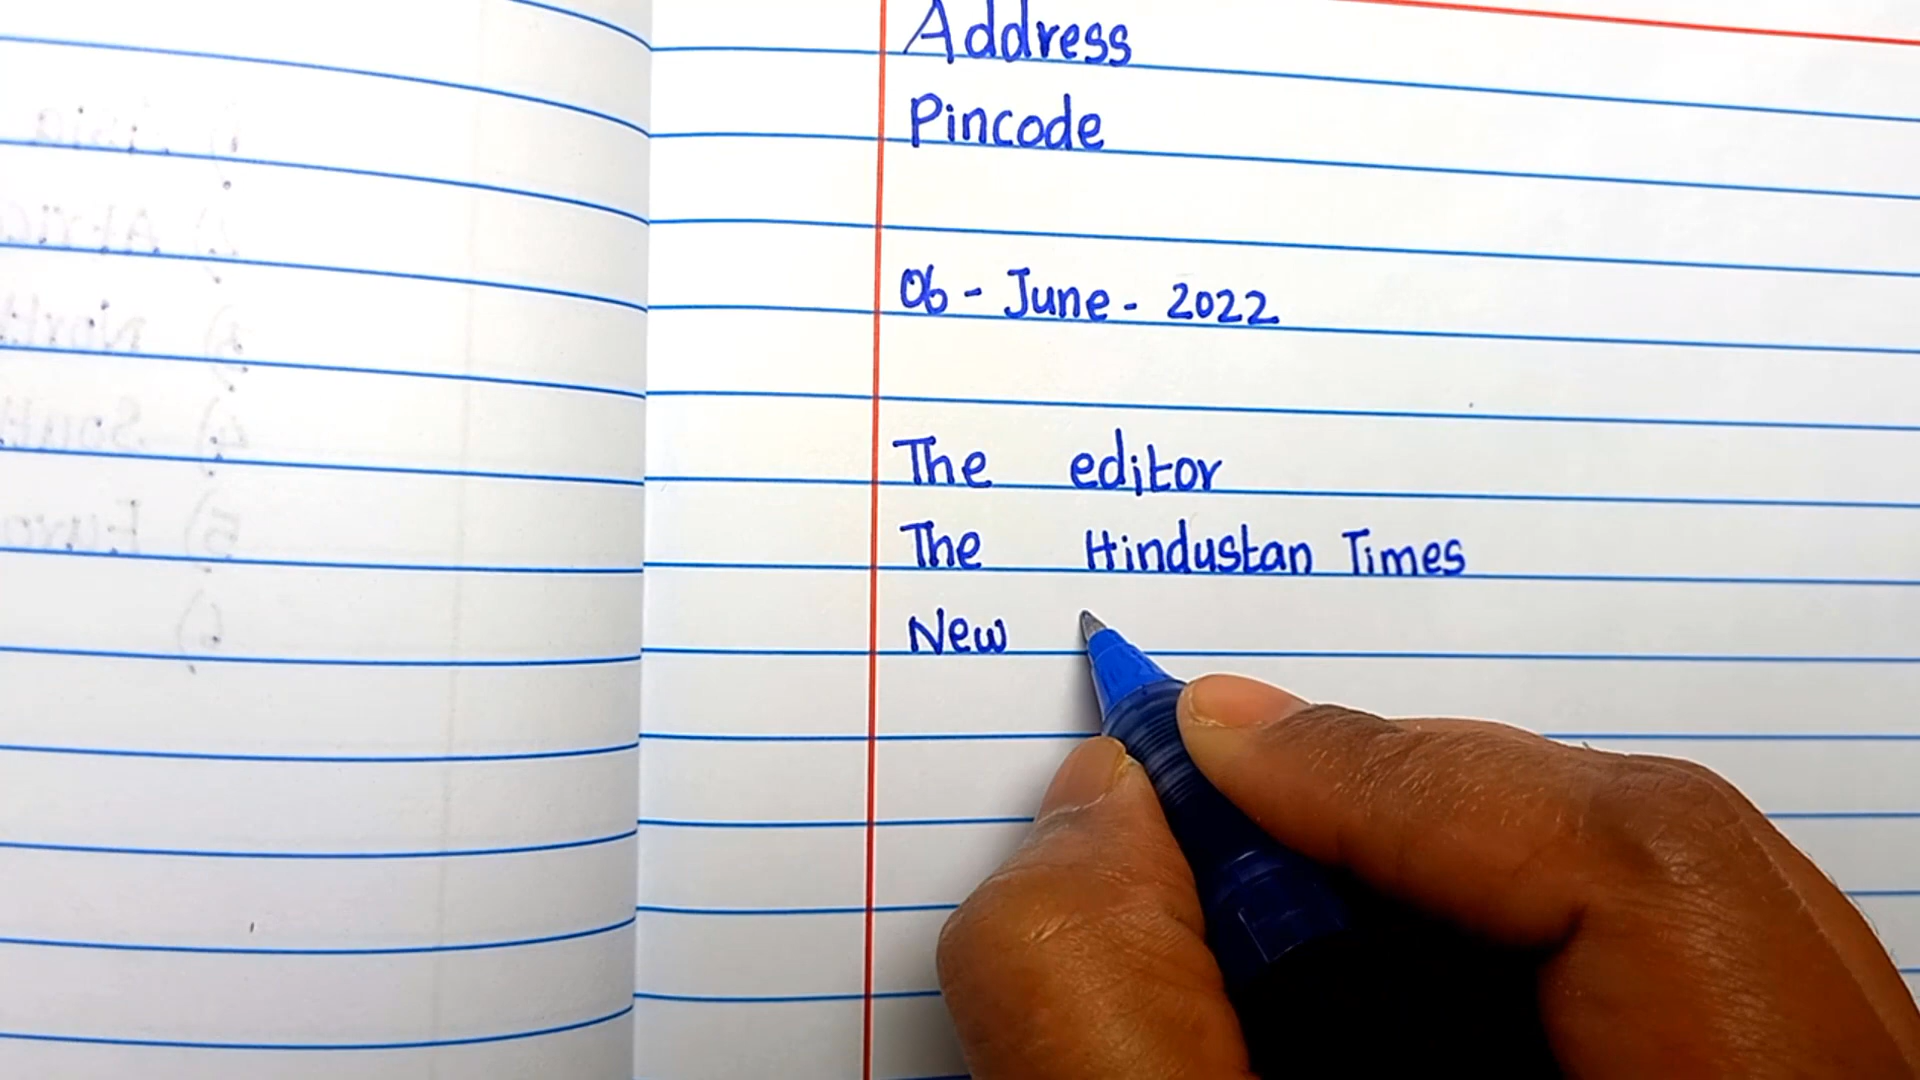 Address
Pincode
06 - June - 2022
The editor
The Hindustan Times
New